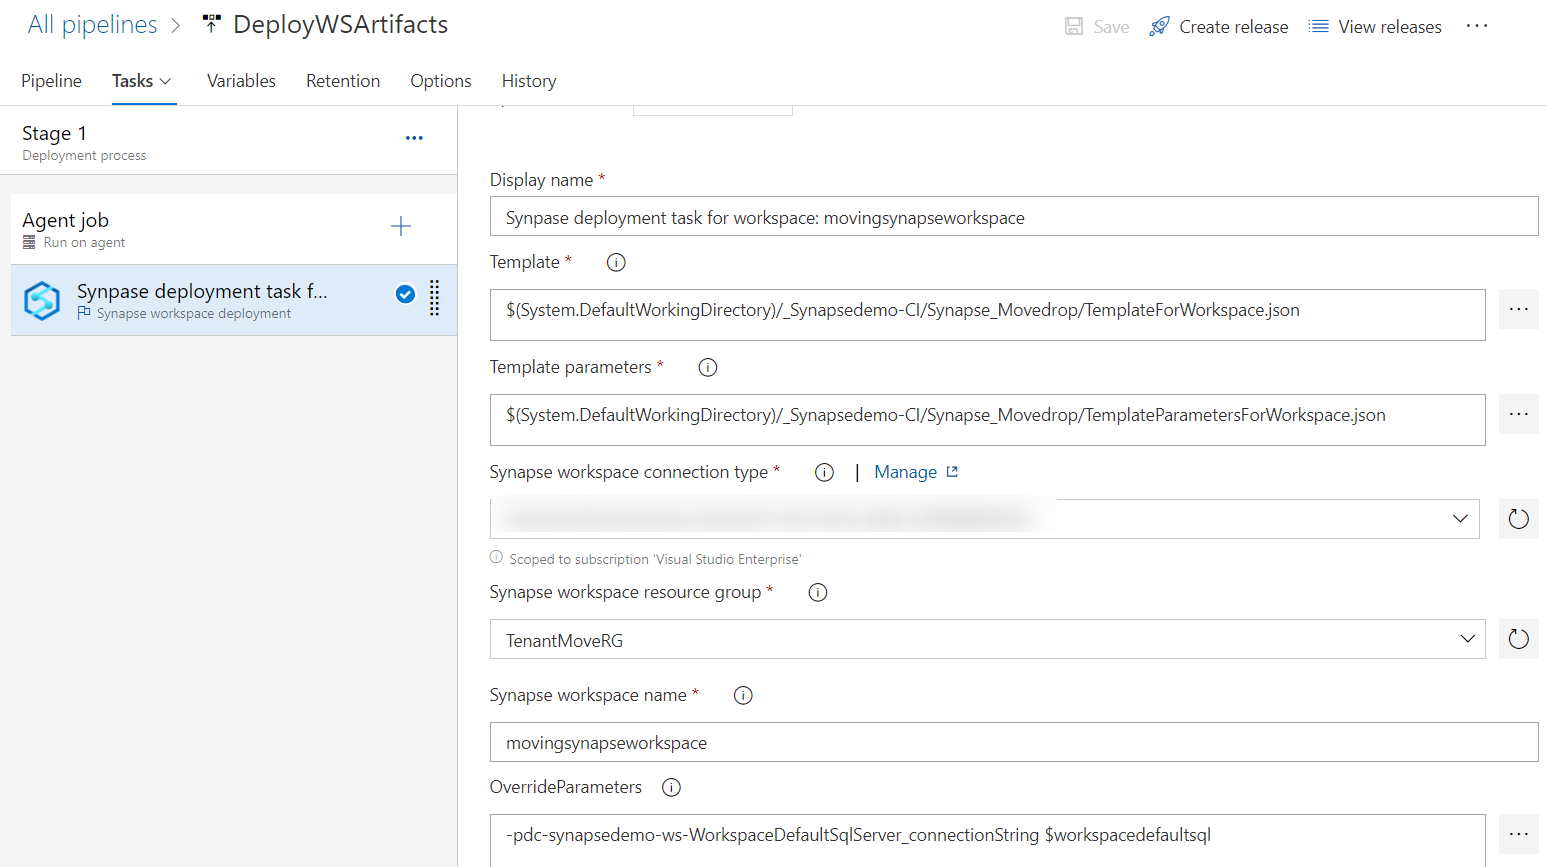 All pipelines > DeployWSArtifacts
Save Create release View releases ...
Pipeline Tasks Variables Retention Options History
Stage 1 ...
Deployment process
Agent job
Run on agent
Synpase deployment task f...
Synapse workspace deployment
Display name *
Synpase deployment task for workspace: movingsynapseworkspace
Template *
$(System.DefaultWorkingDirectory)/_Synapsedemo-CI/Synapse_Movedrop/TemplateForWorkspace.json
Template parameters *
$(System.DefaultWorkingDirectory)/_Synapsedemo-CI/Synapse_Movedrop/TemplateParametersForWorkspace.json
Synapse workspace connection type * | Manage
Scoped to subscription 'Visual Studio Enterprise'
Synapse workspace resource group *
TenantMoveRG
Synapse workspace name *
movingsynapseworkspace
OverrideParameters
-pdc-synapsedemo-ws-WorkspaceDefaultSqlServer_connectionString $workspacedefaultsql